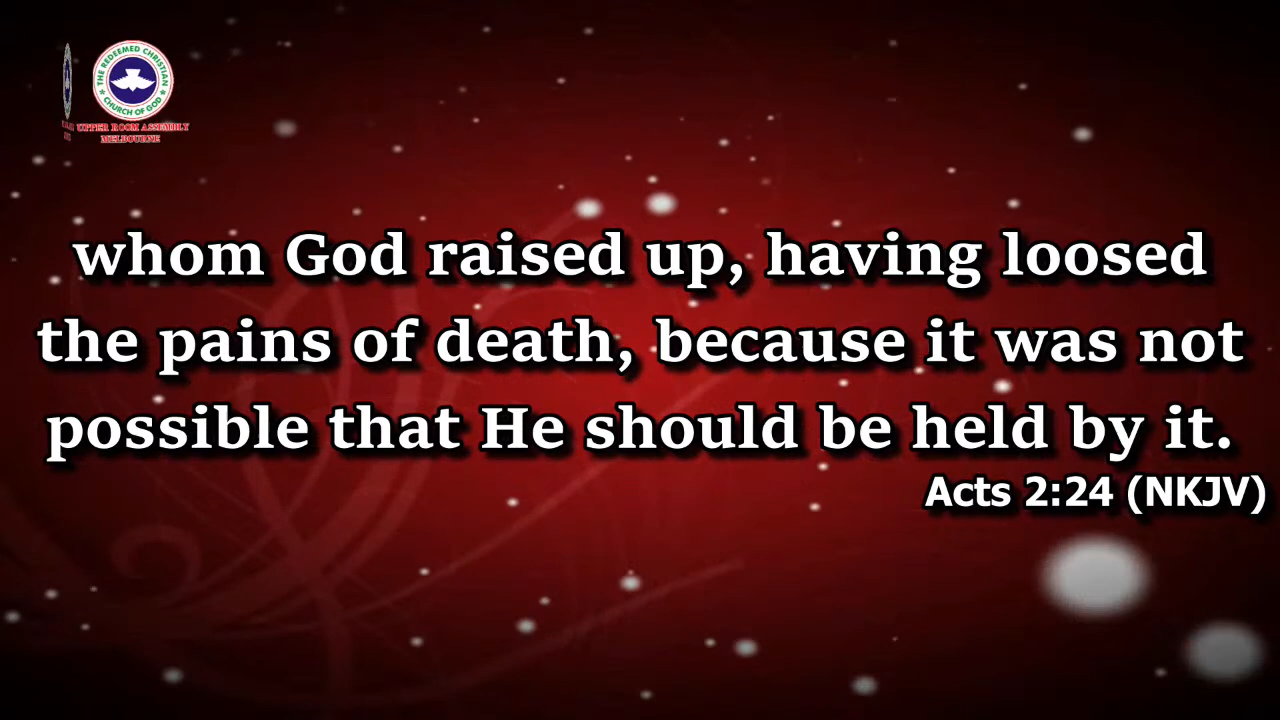 THE REDEEMED CHRISTIAN
CHURCH OF GOD
UPPER ROOM ASSEMBLY
MELBOURNE
whom God raised up, having loosed
the pains of death, because it was not
possible that He should be held by it.
Acts 2:24 (NKJV)